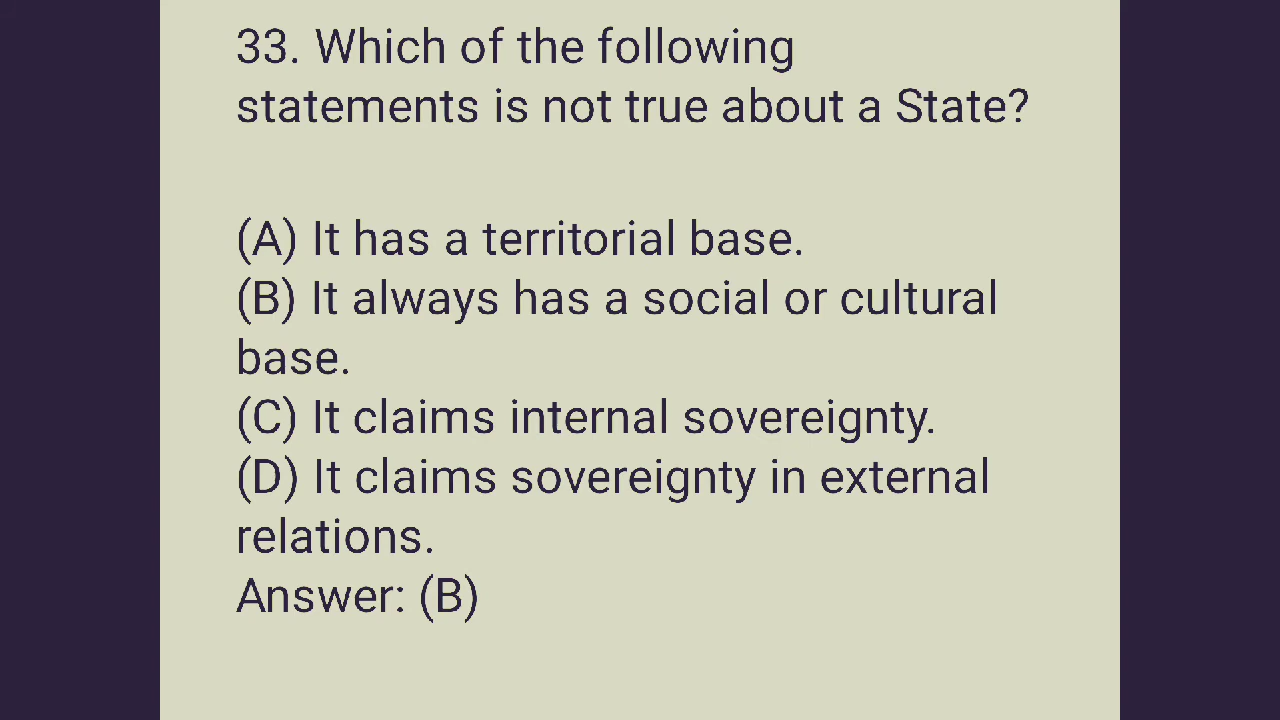 33. Which of the following
statements is not true about a State?
(A) It has a territorial base.
(B) It always has a social or cultural
base.
(C) It claims internal sovereignty.
(D) It claims sovereignty in external
relations.
Answer: (B)